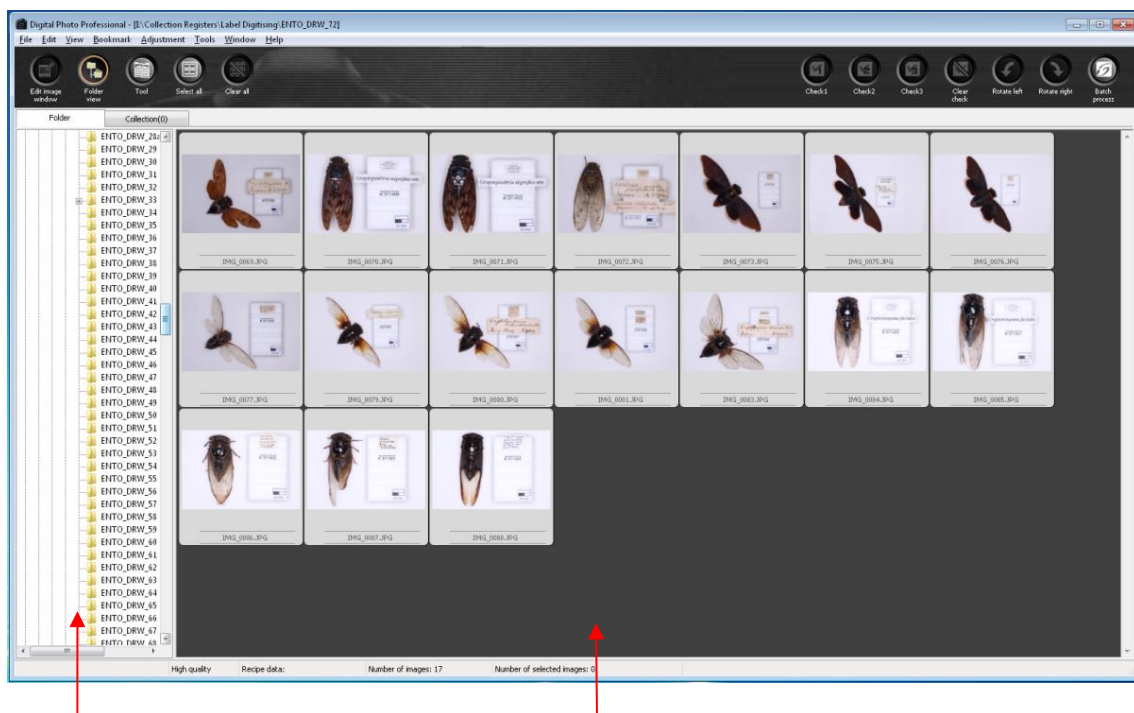 Digital Photo Professional - [E:\Collection Registers\Label Digitising\ENTO_DRW_72]
File Edit View Bookmark Adjustment Tools Window Help
Edit image window
Folder view
Tool
Select all
Clear all
Check1
Check2
Check3
Clear check
Rotate left
Rotate right
Batch process
Folder
Collection(0)
ENTO_DRW_28a
ENTO_DRW_29
ENTO_DRW_30
ENTO_DRW_31
ENTO_DRW_32
ENTO_DRW_33
ENTO_DRW_34
ENTO_DRW_35
ENTO_DRW_36
ENTO_DRW_37
ENTO_DRW_38
ENTO_DRW_39
ENTO_DRW_40
ENTO_DRW_41
ENTO_DRW_42
ENTO_DRW_43
ENTO_DRW_44
ENTO_DRW_45
ENTO_DRW_46
ENTO_DRW_47
ENTO_DRW_48
ENTO_DRW_49
ENTO_DRW_50
ENTO_DRW_51
ENTO_DRW_52
ENTO_DRW_53
ENTO_DRW_54
ENTO_DRW_55
ENTO_DRW_56
ENTO_DRW_57
ENTO_DRW_58
ENTO_DRW_59
ENTO_DRW_60
ENTO_DRW_61
ENTO_DRW_62
ENTO_DRW_63
ENTO_DRW_64
ENTO_DRW_65
ENTO_DRW_66
ENTO_DRW_67
ENTO_DRW_68
IMG_0069.JPG IMG_0070.JPG IMG_0071.JPG IMG_0072.JPG IMG_0073.JPG IMG_0075.JPG IMG_0076.JPG
IMG_0077.JPG IMG_0079.JPG IMG_0080.JPG IMG_0081.JPG IMG_0083.JPG IMG_0084.JPG IMG_0085.JPG
IMG_0086.JPG IMG_0087.JPG IMG_0088.JPG
High quality Recipe data: Number of images: 17 Number of selected images: 0